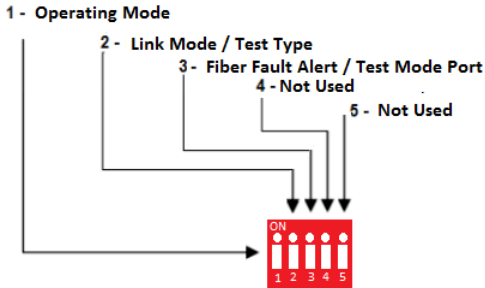 1 - Operating Mode
2 - Link Mode / Test Type
3 - Fiber Fault Alert / Test Mode Port
4 - Not Used
5 - Not Used
ON
1 2 3 4 5